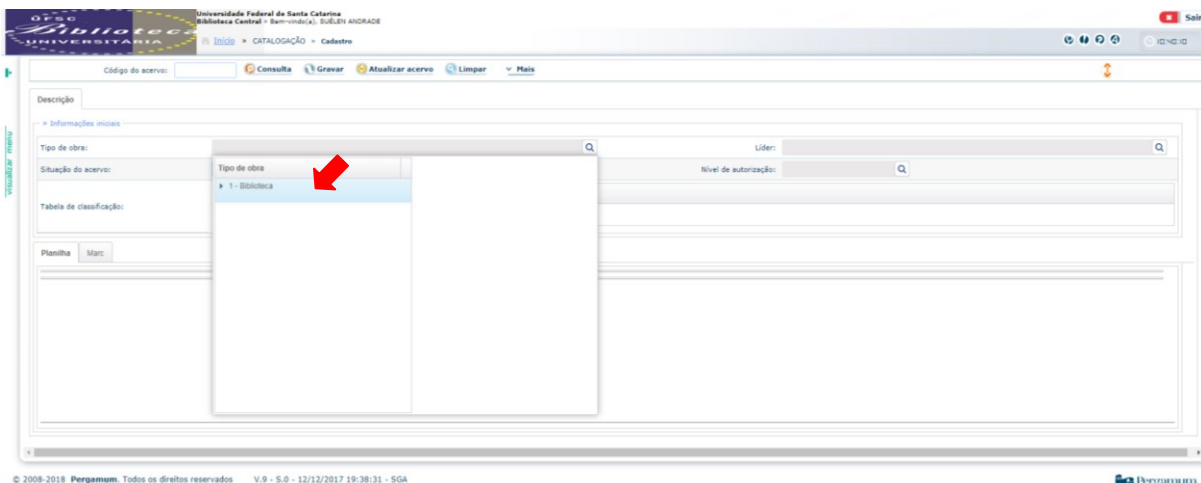 UFSC
Biblioteca
UNIVERSITÁRIA
Universidade Federal de Santa Catarina
Biblioteca Central - Bem-vindo(a), SUÉLEN ANDRADE
Sair
Início > CATALOGAÇÃO > Cadastro
10:40:10
visualizar menu
Código do acervo:
Consulta Gravar Atualizar acervo Limpar Mais
Descrição
Informações iniciais
Tipo de obra:
Líder:
Situação do acervo:
Tipo de obra
Nível de autorização:
1 - Biblioteca
Tabela de classificação:
Planilha Marc
© 2008-2018 Pergamum. Todos os direitos reservados V.9 - S.0 - 12/12/2017 19:38:31 - SGA
Pergamum